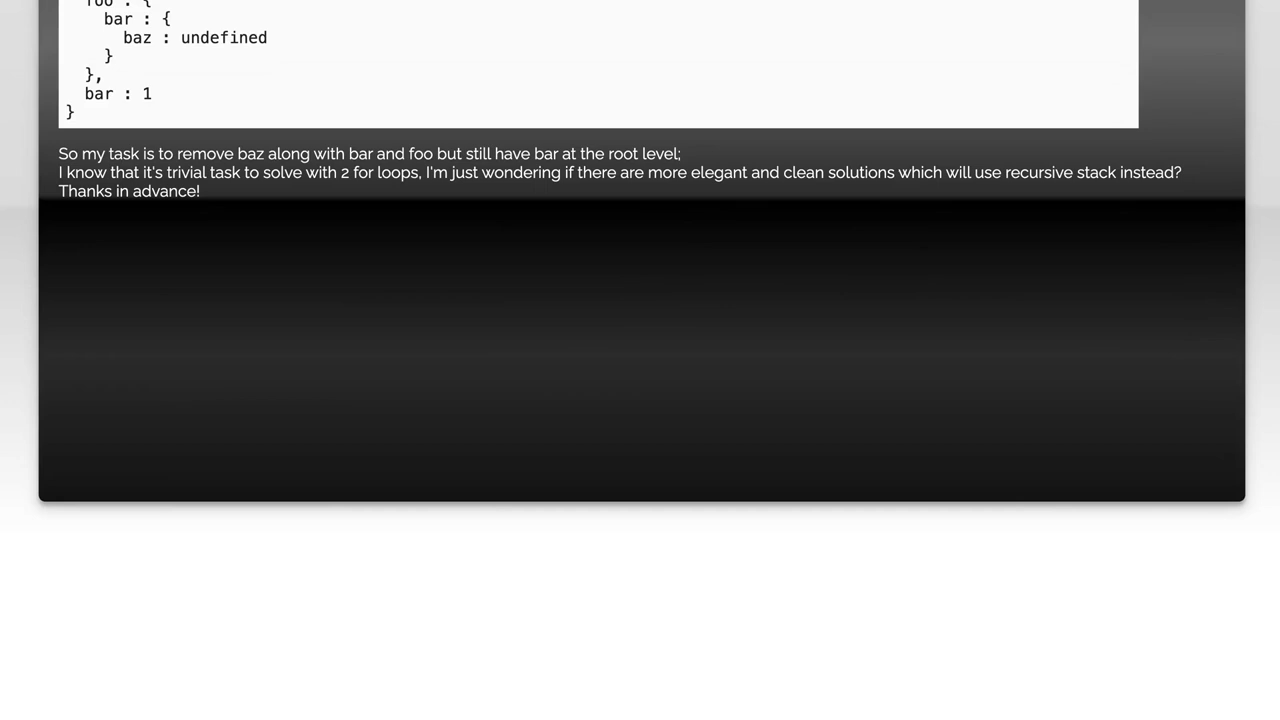 foo : {
bar : {
baz : undefined
}
},
bar : 1
}
So my task is to remove baz along with bar and foo but still have bar at the root level;
I know that it's trivial task to solve with 2 for loops, I'm just wondering if there are more elegant and clean solutions which will use recursive stack instead?
Thanks in advance!